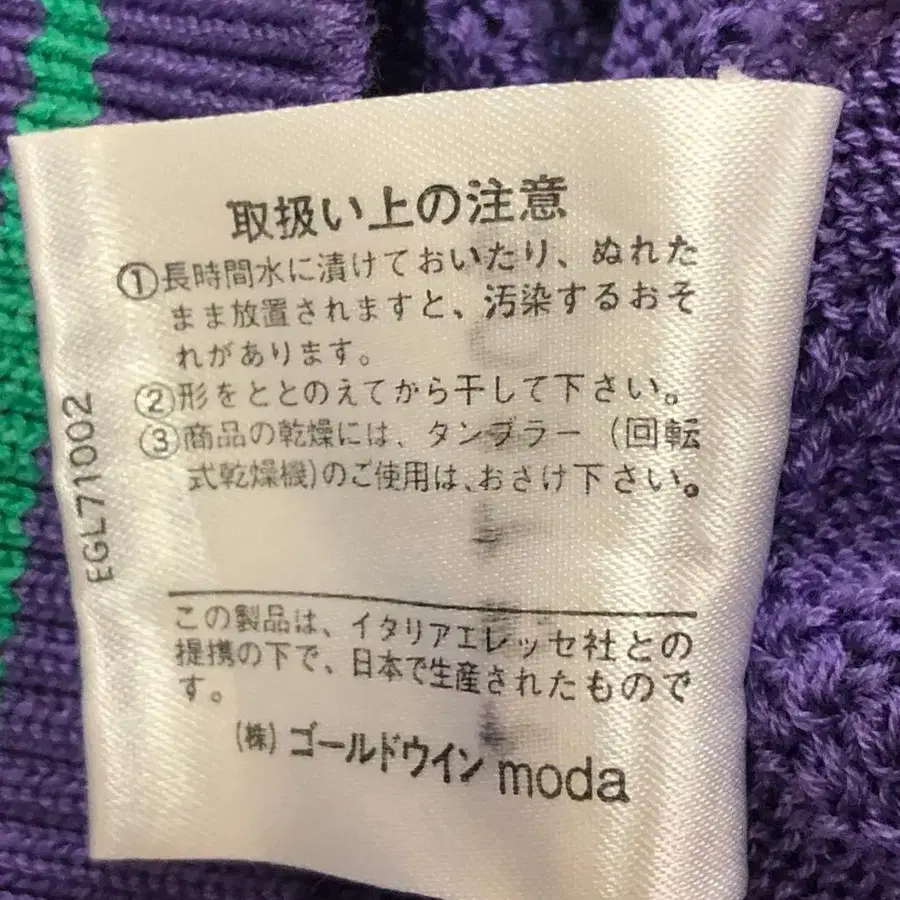 取扱い上の注意
①長時間水に漬けておいたり、ぬれた
まま放置されますと、汚染するおそ
れがあります。
②形をととのえてから干して下さい。
③商品の乾燥には、タンブラー（回転
式乾燥機)のご使用は、おさけ下さい。
EGL71002
この製品は、イタリアエレッセ社との
提携の下で、日本で生産されたもので
す。
(株)ゴールドウイン moda